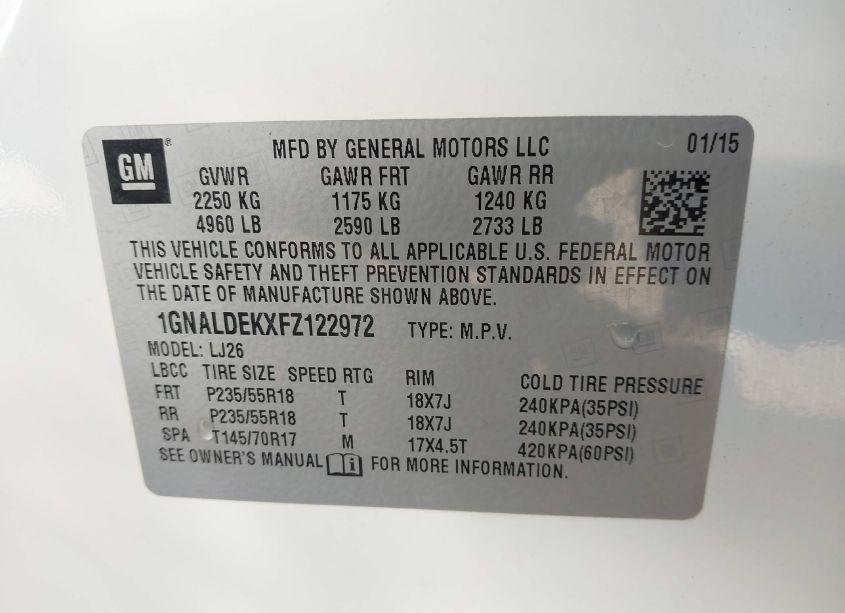 GM
MFD BY GENERAL MOTORS LLC 01/15
GVWR GAWR FRT GAWR RR
2250 KG 1175 KG 1240 KG
4960 LB 2590 LB 2733 LB
THIS VEHICLE CONFORMS TO ALL APPLICABLE U.S. FEDERAL MOTOR
VEHICLE SAFETY AND THEFT PREVENTION STANDARDS IN EFFECT ON
THE DATE OF MANUFACTURE SHOWN ABOVE.
1GNALDEKXFZ122972 TYPE: M.P.V.
MODEL: LJ26
LBCC TIRE SIZE SPEED RTG RIM COLD TIRE PRESSURE
FRT P235/55R18 T 18X7J 240KPA(35PSI)
RR P235/55R18 T 18X7J 240KPA(35PSI)
SPA T145/70R17 M 17X4.5T 420KPA(60PSI)
SEE OWNER'S MANUAL i FOR MORE INFORMATION.